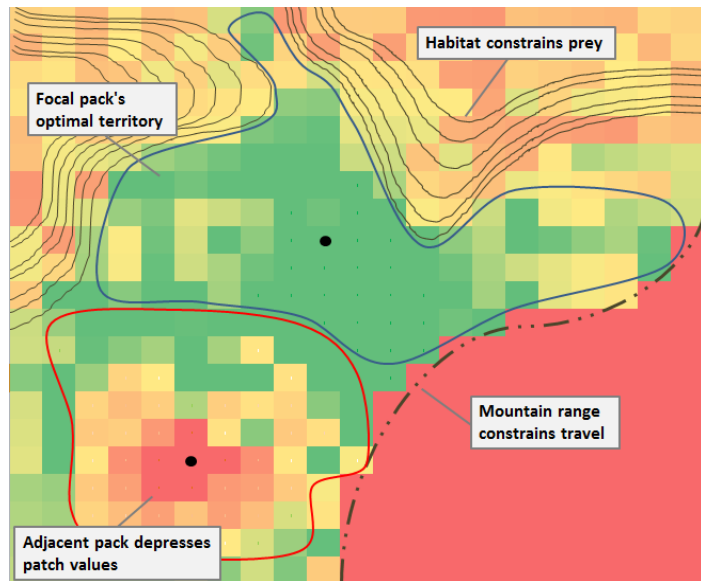 Habitat constrains prey
Focal pack's
optimal territory
Mountain range
constrains travel
Adjacent pack depresses
patch values